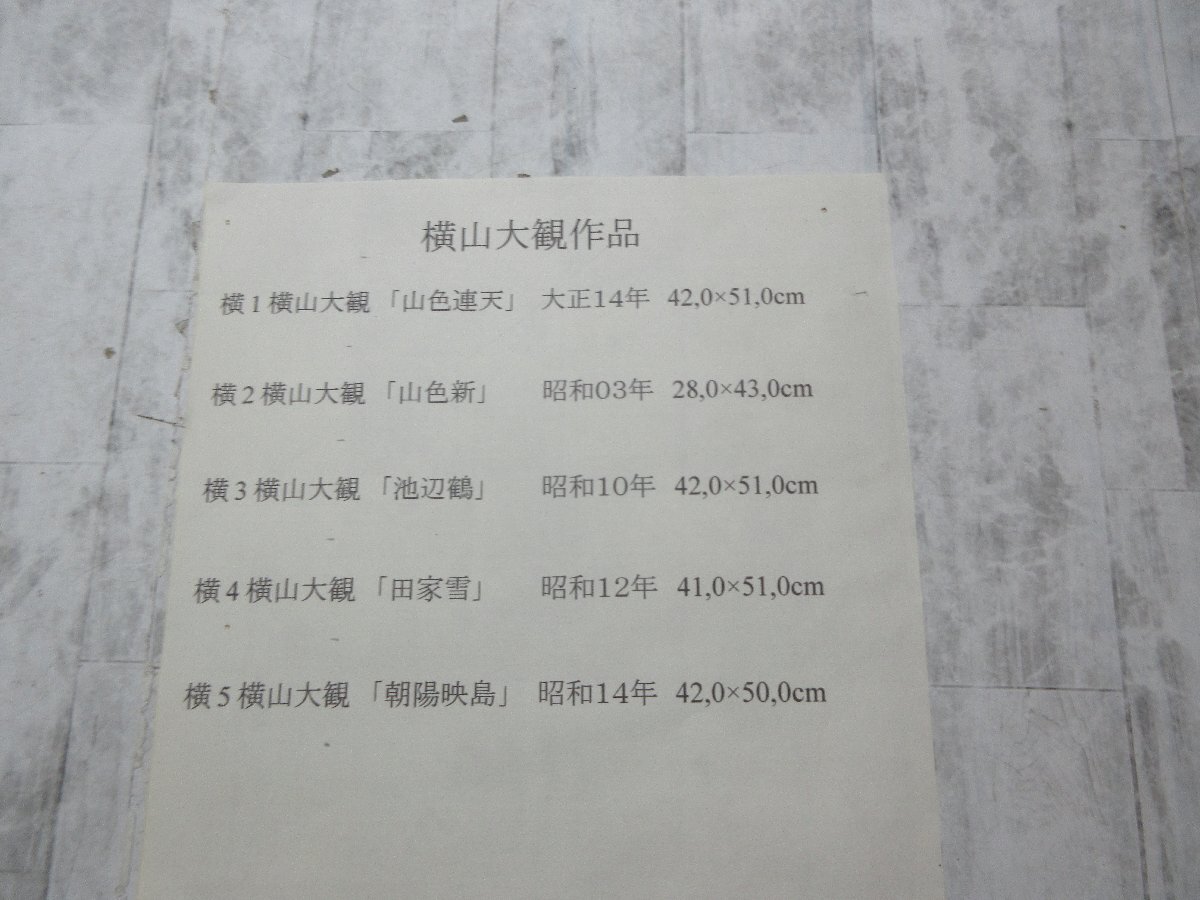 横山大観作品
横1横山大観「山色連天」 大正14年 42,0×51,0cm
横2横山大観「山色新」 昭和03年 28,0×43,0cm
横3横山大観「池辺鶴」 昭和10年 42,0×51,0cm
横4横山大観「田家雪」 昭和12年 41,0×51,0cm
横5横山大観「朝陽映島」 昭和14年 42,0×50,0cm